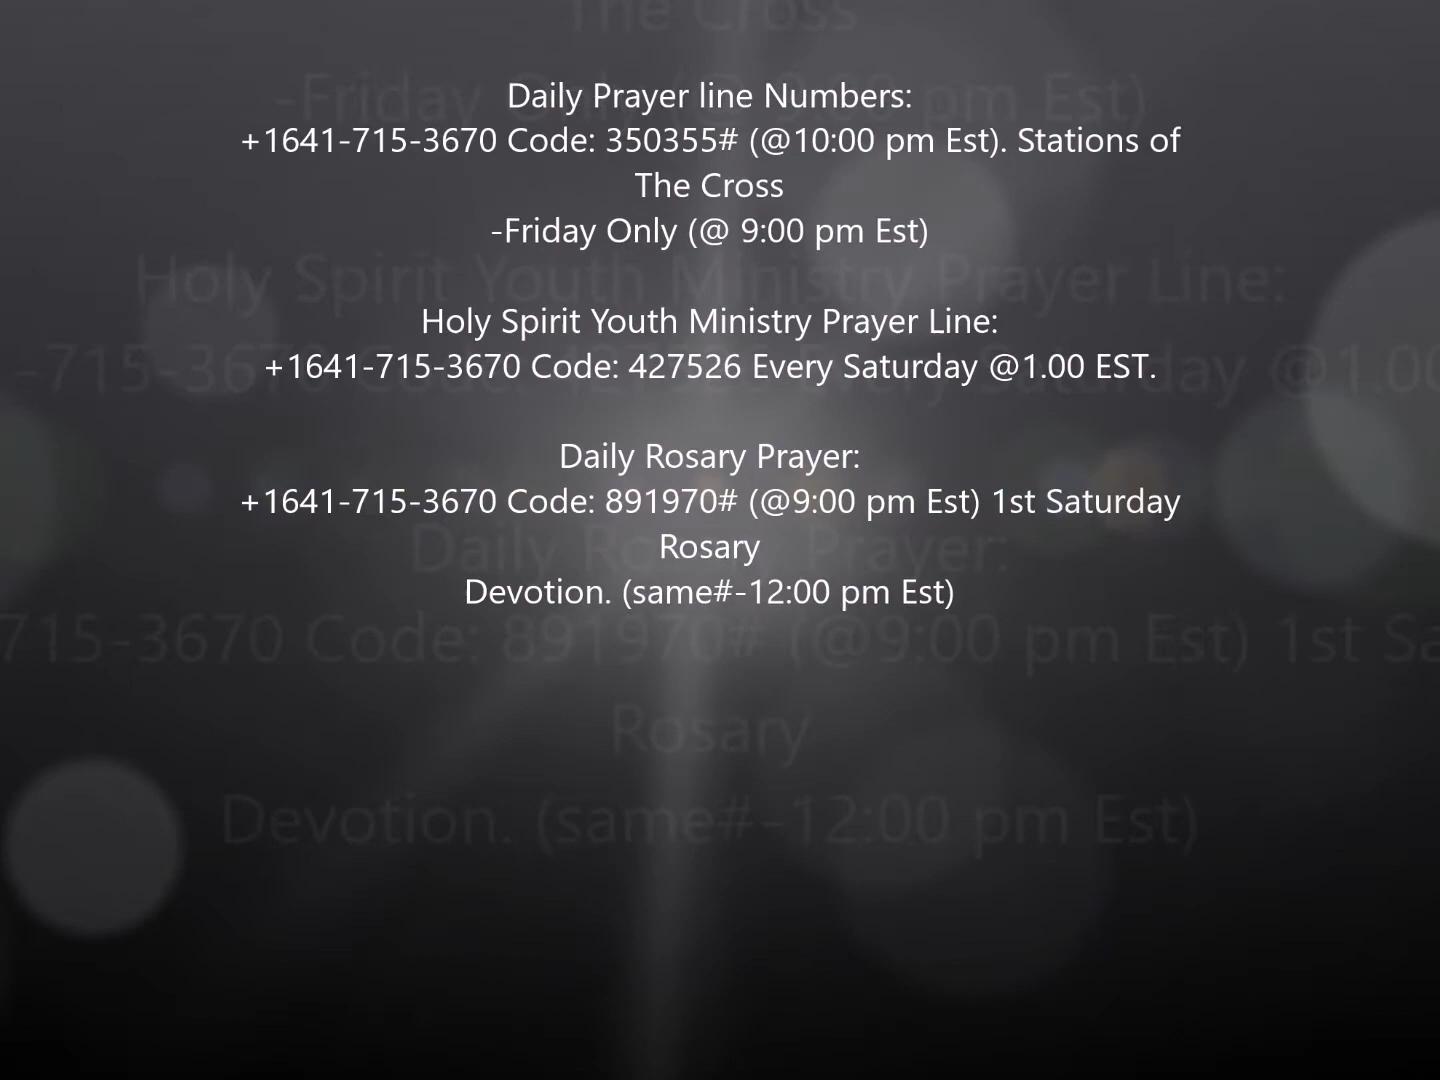 Daily Prayer line Numbers:
+1641-715-3670 Code: 350355# (@10:00 pm Est). Stations of
The Cross
-Friday Only (@ 9:00 pm Est)
Holy Spirit Youth Ministry Prayer Line:
+1641-715-3670 Code: 427526 Every Saturday @1.00 EST.
Daily Rosary Prayer:
+1641-715-3670 Code: 891970# (@9:00 pm Est) 1st Saturday
Rosary
Devotion. (same#-12:00 pm Est)